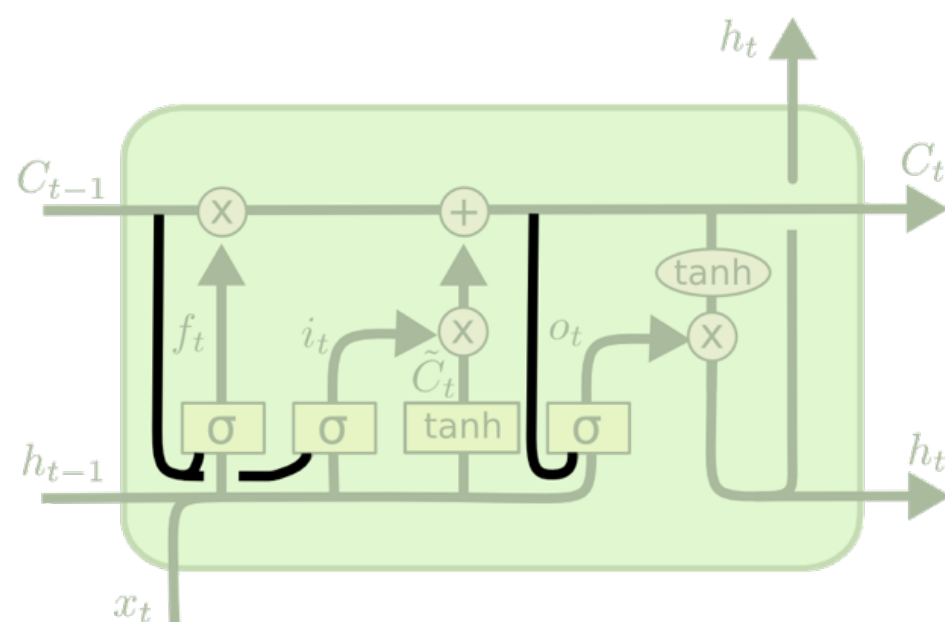 h_t
C_{t-1}
C_t
x
+
tanh
f_t
i_t
x
o_t
x
C̃_t
σ
σ
tanh
σ
h_{t-1}
h_t
x_t